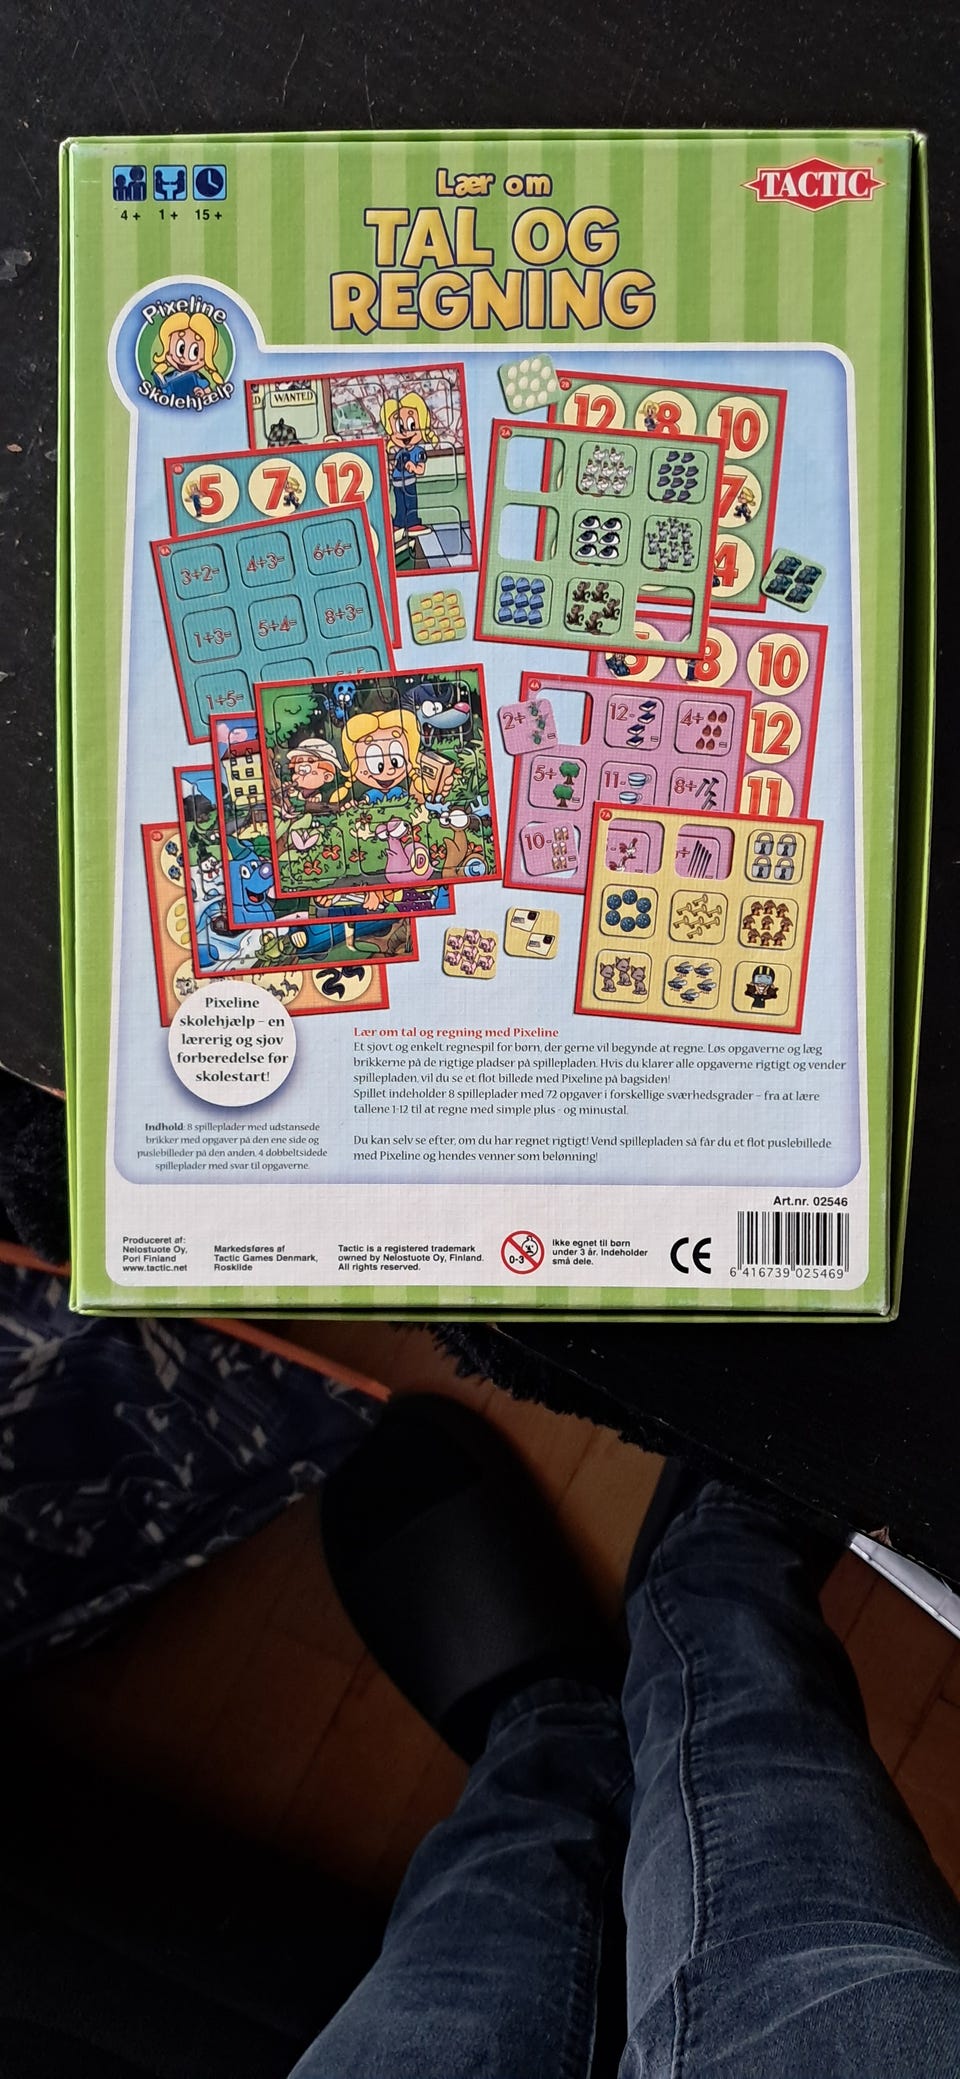 4+ 1+ 15+
Lær om
TAL OG
REGNING
TACTIC
Pixeline
Skolehjælp
WANTED
2B
12 8 10
7
4
5 7 12
3+2= 4+3= 6+6=
1+3= 5+4= 8+3=
1+5=
8 10
12
11
2+ = 12- = 4+
5+ = 11- 8+
10- =
Pixeline
skolehjælp – en
lærerig og sjov
forberedelse før
skolestart!
Indhold: 8 spilleplader med udstansede
brikker med opgaver på den ene side og
puslebilleder på den anden, 4 dobbeltsidede
spilleplader med svar til opgaverne.
Lær om tal og regning med Pixeline
Et sjovt og enkelt regnespil for børn, der gerne vil begynde at regne. Løs opgaverne og læg
brikkerne på de rigtige pladser på spillepladen. Hvis du klarer alle opgaverne rigtigt og vender
spillepladen, vil du se et flot billede med Pixeline på bagsiden!
Spillet indeholder 8 spilleplader med 72 opgaver i forskellige sværhedsgrader – fra at lære
tallene 1-12 til at regne med simple plus - og minustal.
Du kan selv se efter, om du har regnet rigtigt! Vend spillepladen så får du et flot puslebillede
med Pixeline og hendes venner som belønning!
Art.nr. 02546
Produceret af:
Nelostuote Oy,
Pori Finland
www.tactic.net
Markedsføres af
Tactic Games Denmark,
Roskilde
Tactic is a registered trademark
owned by Nelostuote Oy, Finland.
All rights reserved.
0-3
Ikke egnet til børn
under 3 år. Indeholder
små dele.
CE
6 416739 025469